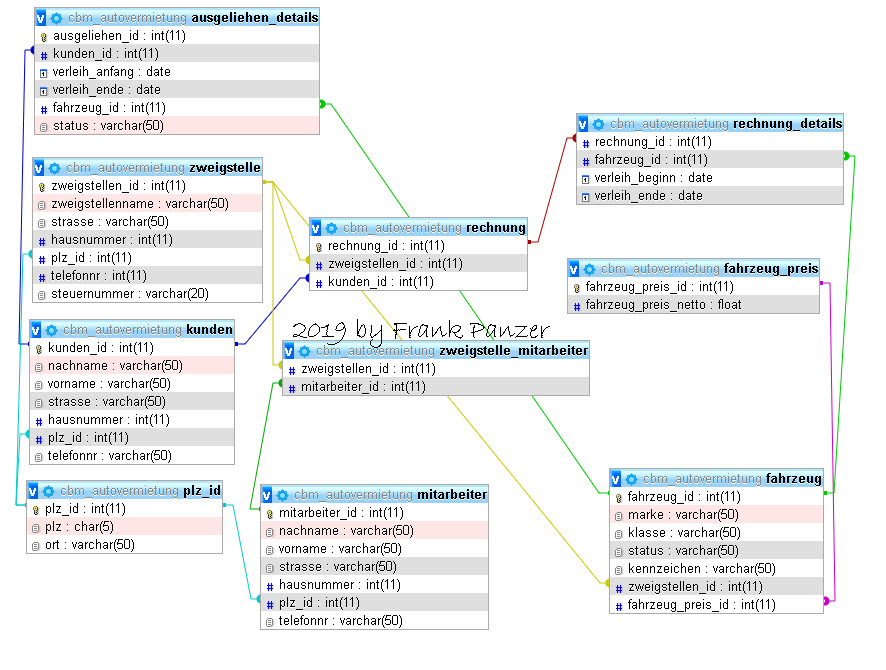 cbm_autovermietung ausgeliehen_details
ausgeliehen_id : int(11)
kunden_id : int(11)
verleih_anfang : date
verleih_ende : date
fahrzeug_id : int(11)
status : varchar(50)
cbm_autovermietung zweigstelle
zweigstellen_id : int(11)
zweigstellenname : varchar(50)
strasse : varchar(50)
hausnummer : int(11)
plz_id : int(11)
telefonnr : int(11)
steuernummer : varchar(20)
cbm_autovermietung kunden
kunden_id : int(11)
nachname : varchar(50)
vorname : varchar(50)
strasse : varchar(50)
hausnummer : int(11)
plz_id : int(11)
telefonnr : varchar(50)
cbm_autovermietung plz_id
plz_id : int(11)
plz : char(5)
ort : varchar(50)
cbm_autovermietung rechnung
rechnung_id : int(11)
zweigstellen_id : int(11)
kunden_id : int(11)
2019 by Frank Panzer
cbm_autovermietung zweigstelle_mitarbeiter
zweigstellen_id : int(11)
mitarbeiter_id : int(11)
cbm_autovermietung mitarbeiter
mitarbeiter_id : int(11)
nachname : varchar(50)
vorname : varchar(50)
strasse : varchar(50)
hausnummer : int(11)
plz_id : int(11)
telefonnr : varchar(50)
cbm_autovermietung rechnung_details
rechnung_id : int(11)
fahrzeug_id : int(11)
verleih_beginn : date
verleih_ende : date
cbm_autovermietung fahrzeug_preis
fahrzeug_preis_id : int(11)
fahrzeug_preis_netto : float
cbm_autovermietung fahrzeug
fahrzeug_id : int(11)
marke : varchar(50)
klasse : varchar(50)
status : varchar(50)
kennzeichen : varchar(50)
zweigstellen_id : int(11)
fahrzeug_preis_id : int(11)